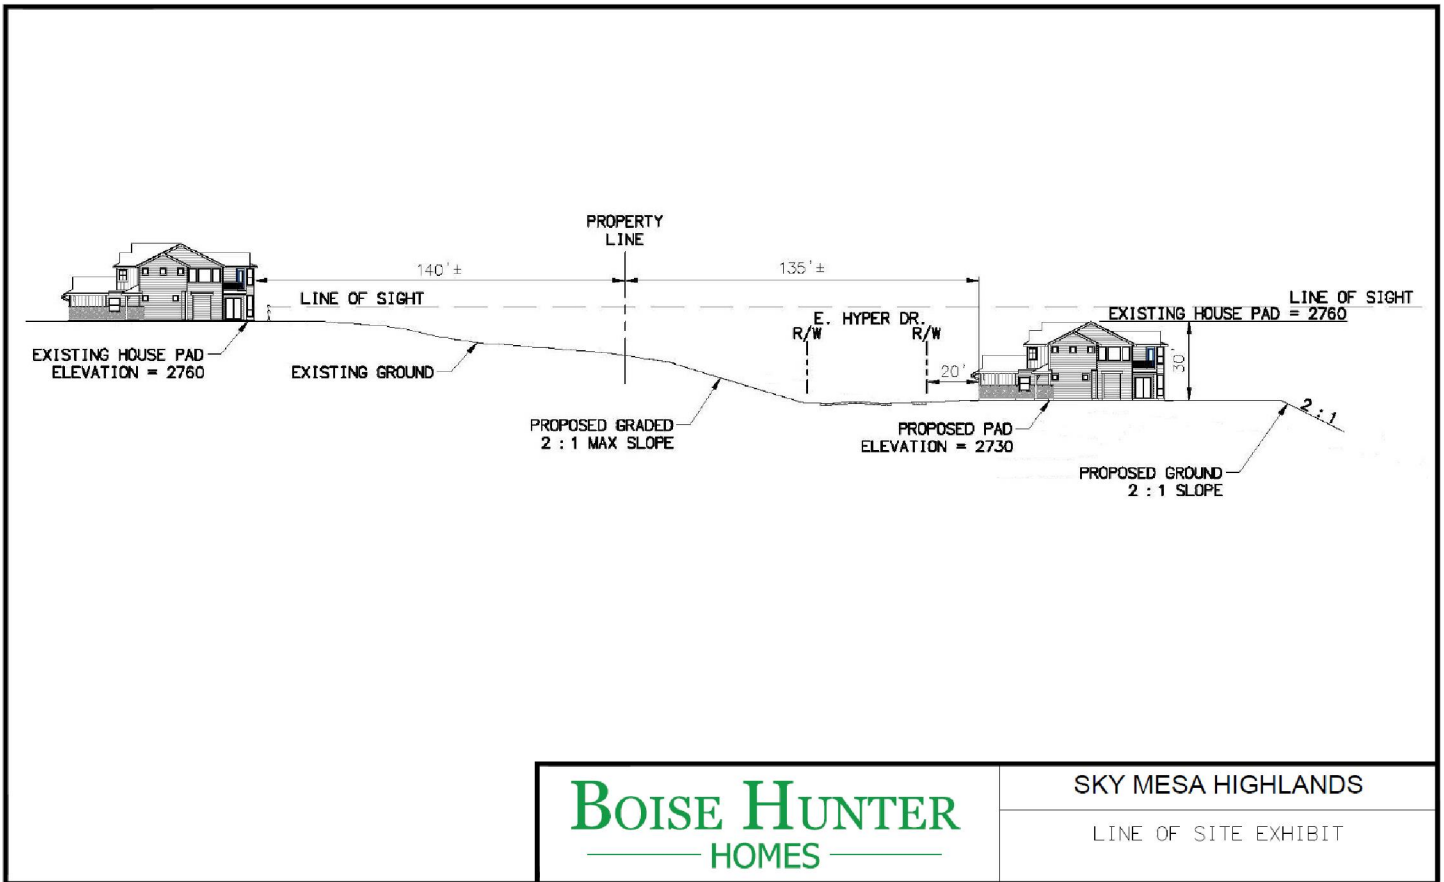 PROPERTY
LINE
140'±
135'±
LINE OF SIGHT
LINE OF SIGHT
EXISTING HOUSE PAD = 2760
E. HYPER DR.
R/W
R/W
EXISTING HOUSE PAD
ELEVATION = 2760
EXISTING GROUND
20'
30'
PROPOSED GRADED
2 : 1 MAX SLOPE
PROPOSED PAD
ELEVATION = 2730
2 : 1
PROPOSED GROUND
2 : 1 SLOPE
BOISE HUNTER
HOMES
SKY MESA HIGHLANDS
LINE OF SITE EXHIBIT